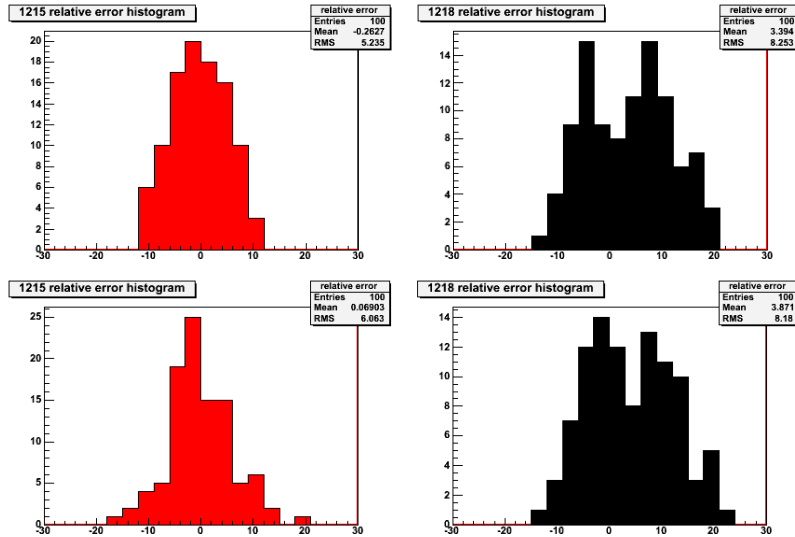 1215 relative error histogram
relative error
Entries 100
Mean -0.2627
RMS 5.235
20
18
16
14
12
10
8
6
4
2
0
-30 -20 -10 0 10 20 30
1218 relative error histogram
relative error
Entries 100
Mean 3.394
RMS 8.253
14
12
10
8
6
4
2
0
-30 -20 -10 0 10 20 30
1215 relative error histogram
relative error
Entries 100
Mean 0.06903
RMS 6.063
25
20
15
10
5
0
-30 -20 -10 0 10 20 30
1218 relative error histogram
relative error
Entries 100
Mean 3.871
RMS 8.18
14
12
10
8
6
4
2
0
-30 -20 -10 0 10 20 30